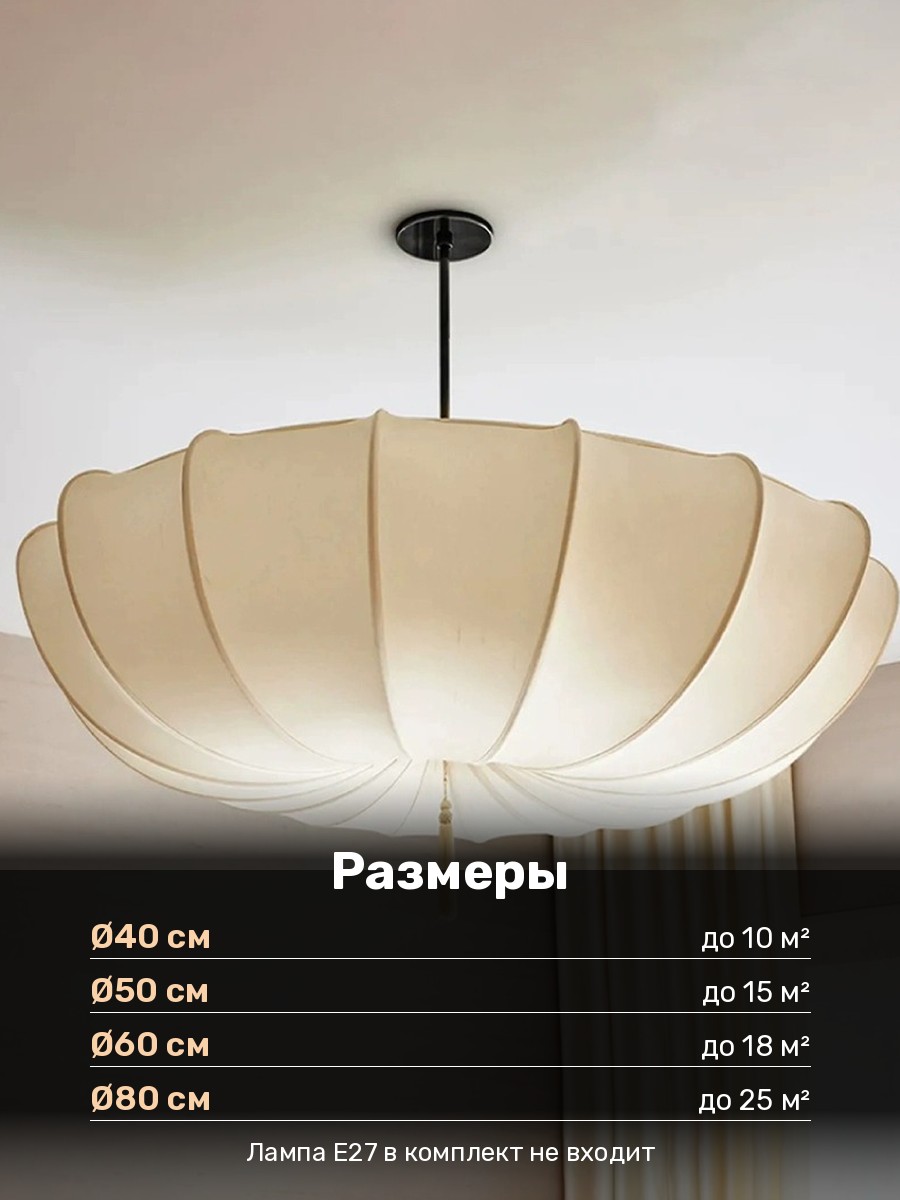 Размеры
Ø40 см до 10 м²
Ø50 см до 15 м²
Ø60 см до 18 м²
Ø80 см до 25 м²
Лампа E27 в комплект не входит